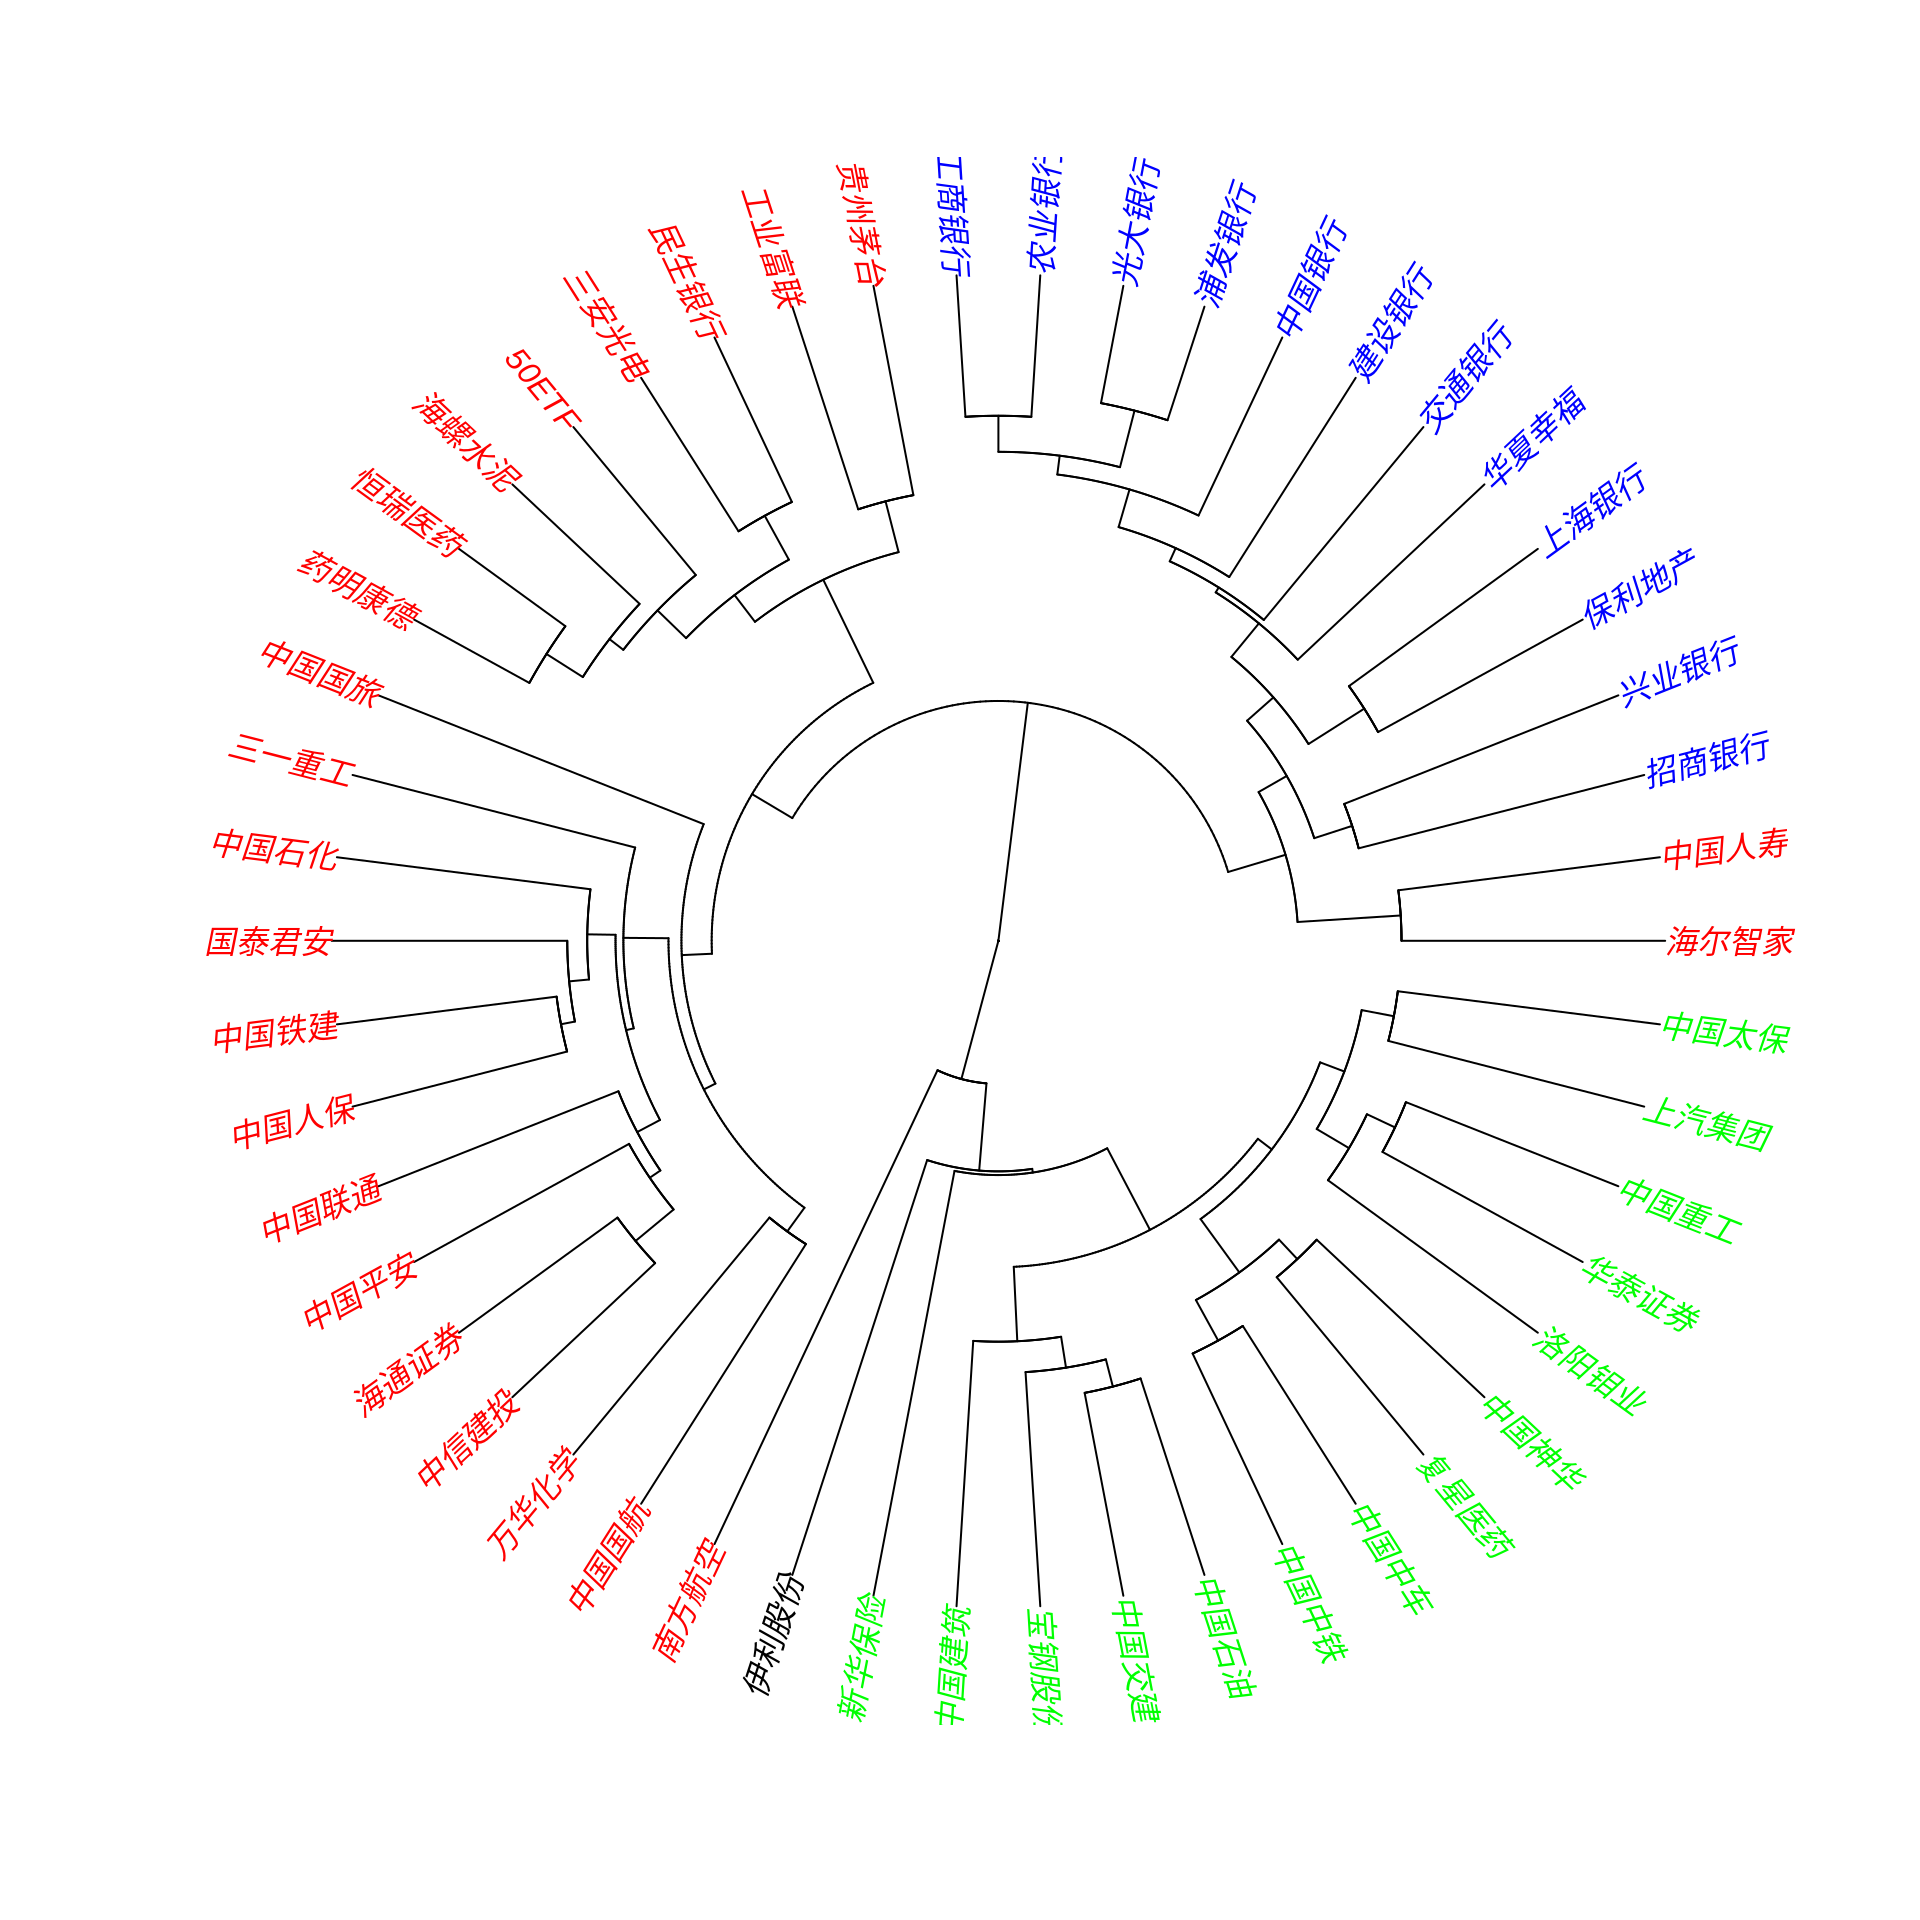 工商银行
农业银行
光大银行
浦发银行
中国银行
建设银行
交通银行
华夏幸福
上海银行
保利地产
兴业银行
招商银行
中国人寿
海尔智家
中国太保
上汽集团
中国重工
华泰证券
洛阳钼业
中国神华
复星医药
中国中车
中国中铁
中国石油
中国交建
宝钢股份
中国建筑
新华保险
伊利股份
南方航空
中国国航
万华化学
中信建投
海通证券
中国平安
中国联通
中国人保
中国铁建
国泰君安
中国石化
三一重工
中国国旅
药明康德
恒瑞医药
海螺水泥
50ETF
三安光电
民生银行
工业富联
贵州茅台